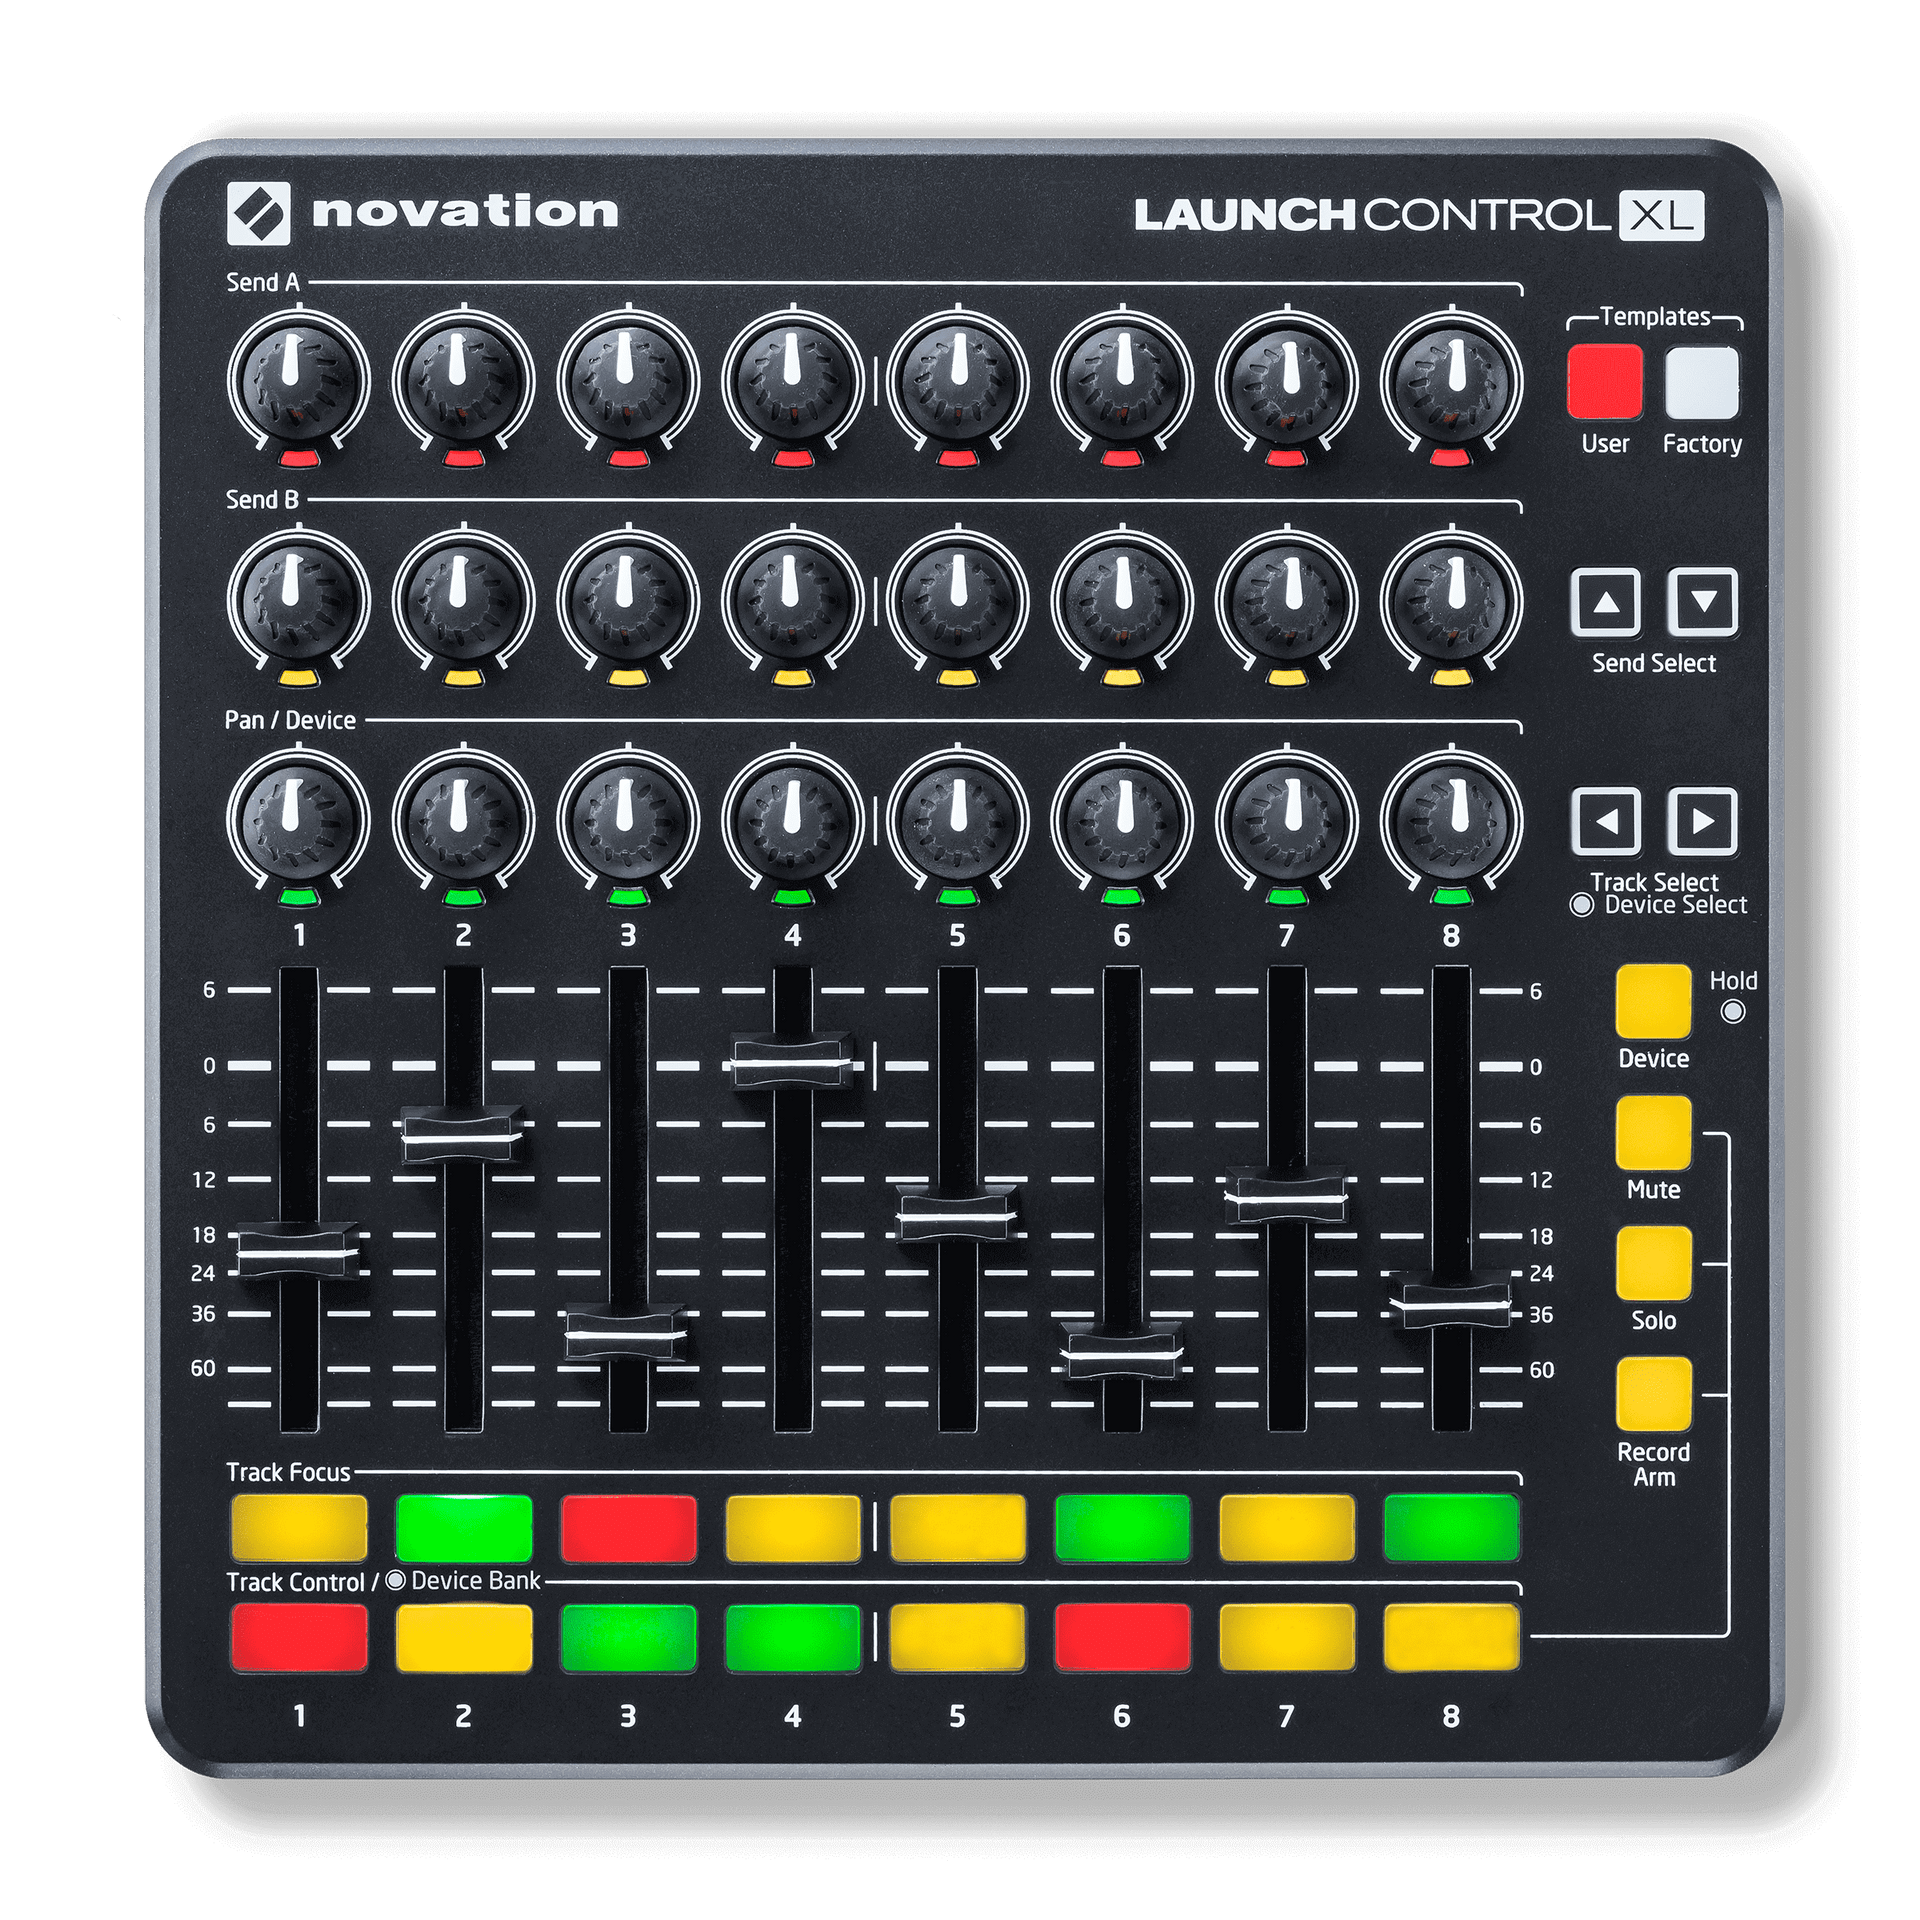 novation
LAUNCH CONTROL XL
Send A
Templates
User Factory
Send B
Send Select
Pan / Device
Track Select
Device Select
1 2 3 4 5 6 7 8
6 6
0 0
6 6
12 12
18 18
24 24
36 36
60 60
Hold
Device
Mute
Solo
Record
Arm
Track Focus
Track Control / Device Bank
1 2 3 4 5 6 7 8